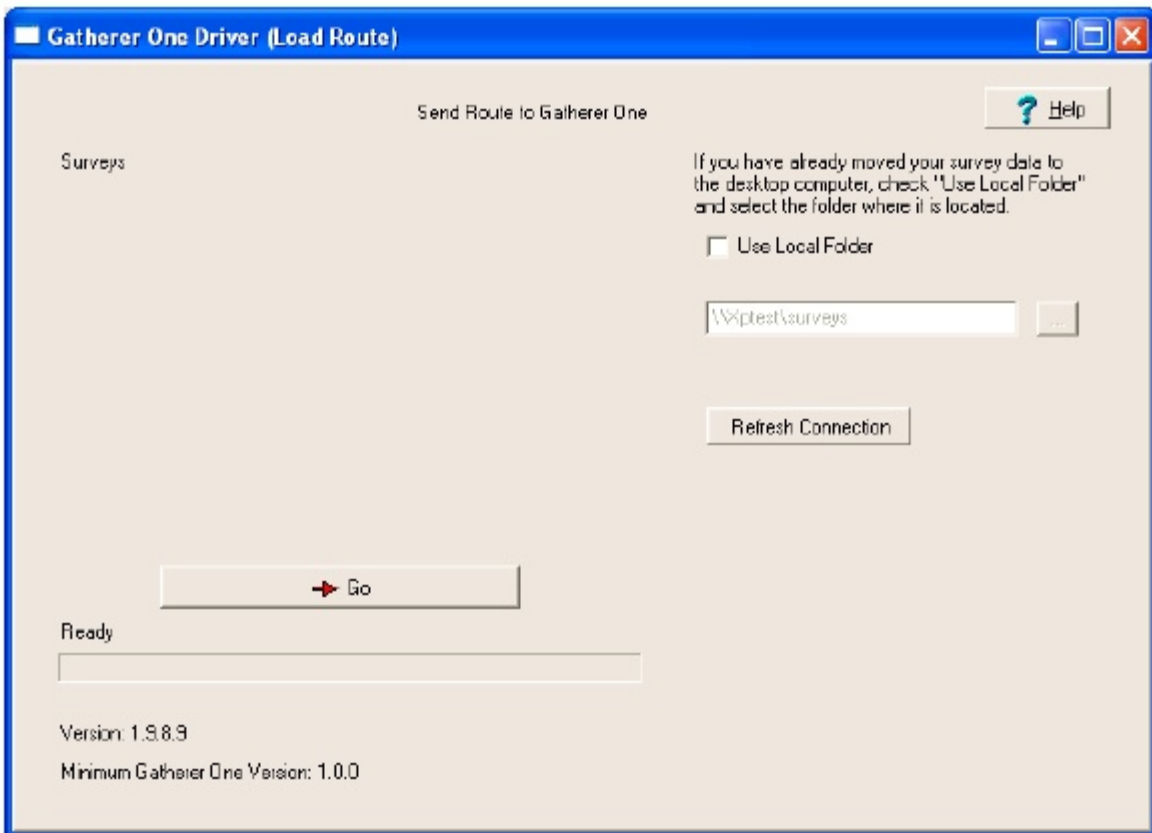 Gatherer One Driver (Load Route)
Send Route to Gatherer One
? Help
Surveys
If you have already moved your survey data to
the desktop computer, check "Use Local Folder"
and select the folder where it is located.
Use Local Folder
\\Xptest\surveys
...
Refresh Connection
Go
Ready
Version: 1.9.8.9
Minimum Gatherer One Version: 1.0.0